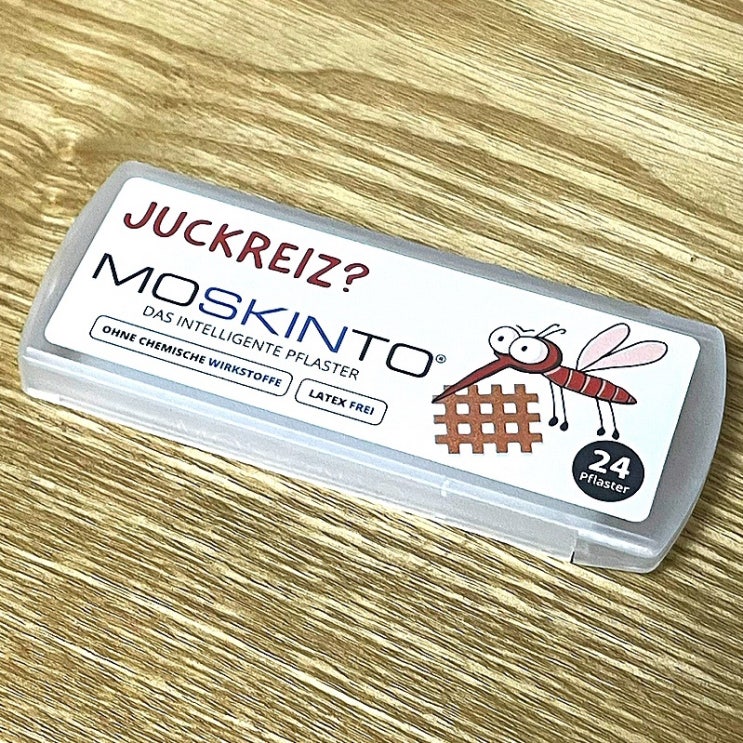 JUCKREIZ?
MOSKINTO®
DAS INTELLIGENTE PFLASTER
OHNE CHEMISCHE WIRKSTOFFE
LATEX FREI
24
Pflaster